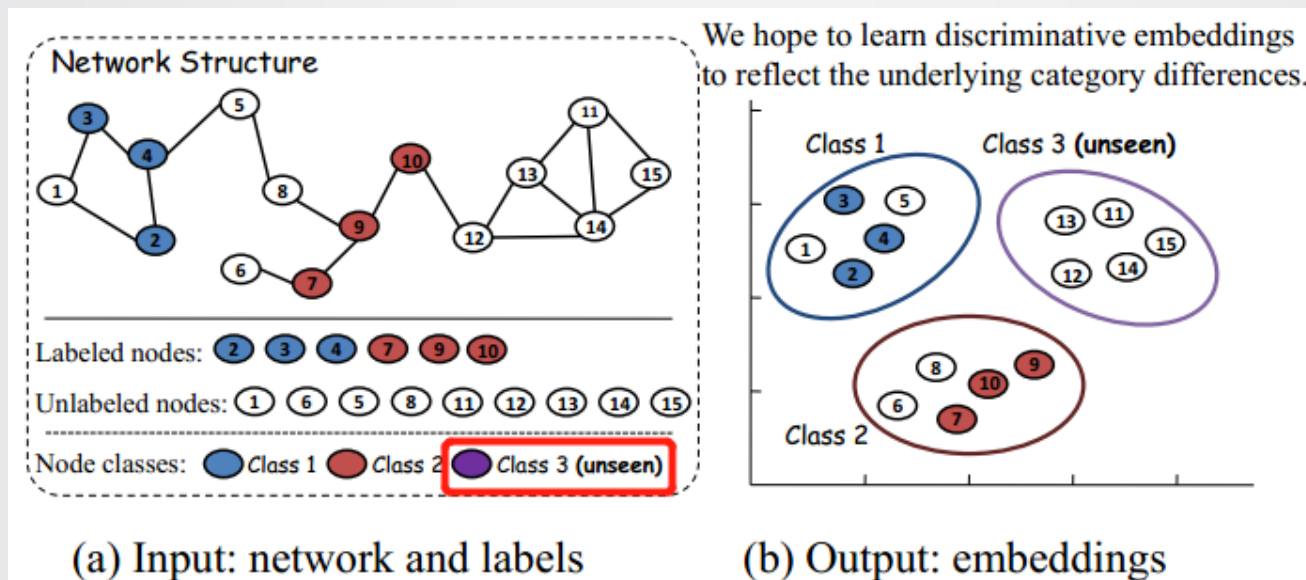 Network Structure
3
5
4
1
2
8
10
9
6
7
11
13
15
12
14
Labeled nodes: 2 3 4 7 9 10
Unlabeled nodes: 1 6 5 8 11 12 13 14 15
Node classes: Class 1 Class 2 Class 3 (unseen)
(a) Input: network and labels
We hope to learn discriminative embeddings
to reflect the underlying category differences.
Class 1
3
5
4
1
2
Class 3 (unseen)
13
11
15
12
14
8
9
10
6
7
Class 2
(b) Output: embeddings